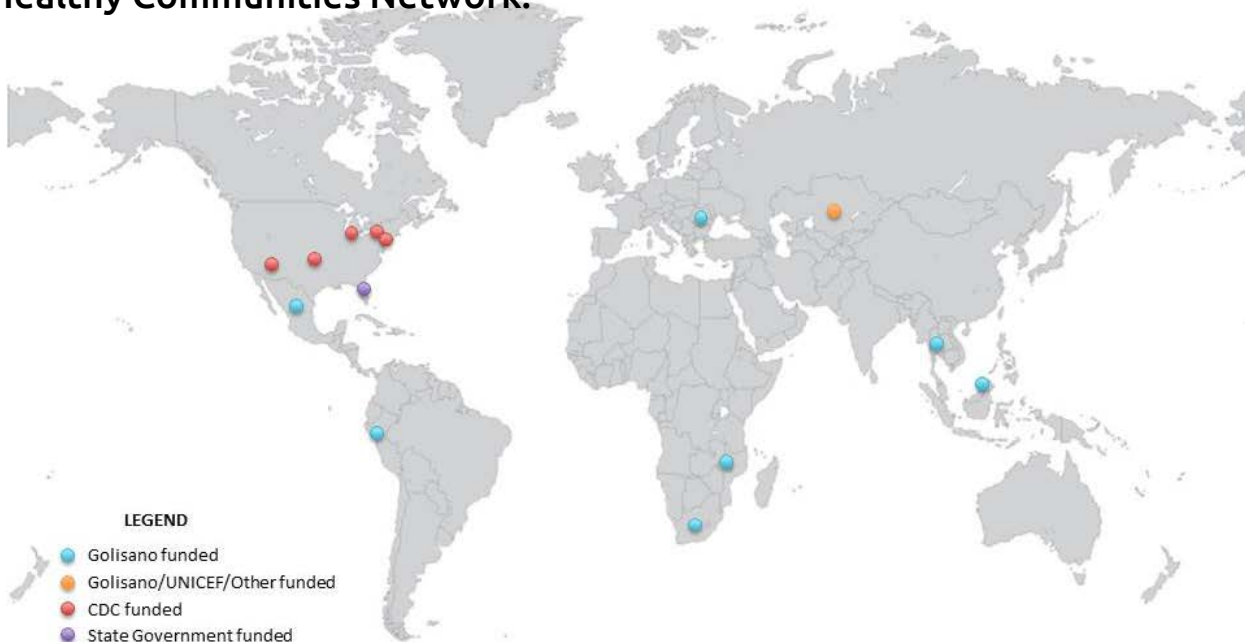 Healthy Communities Network.
LEGEND
Golisano funded
Golisano/UNICEF/Other funded
CDC funded
State Government funded